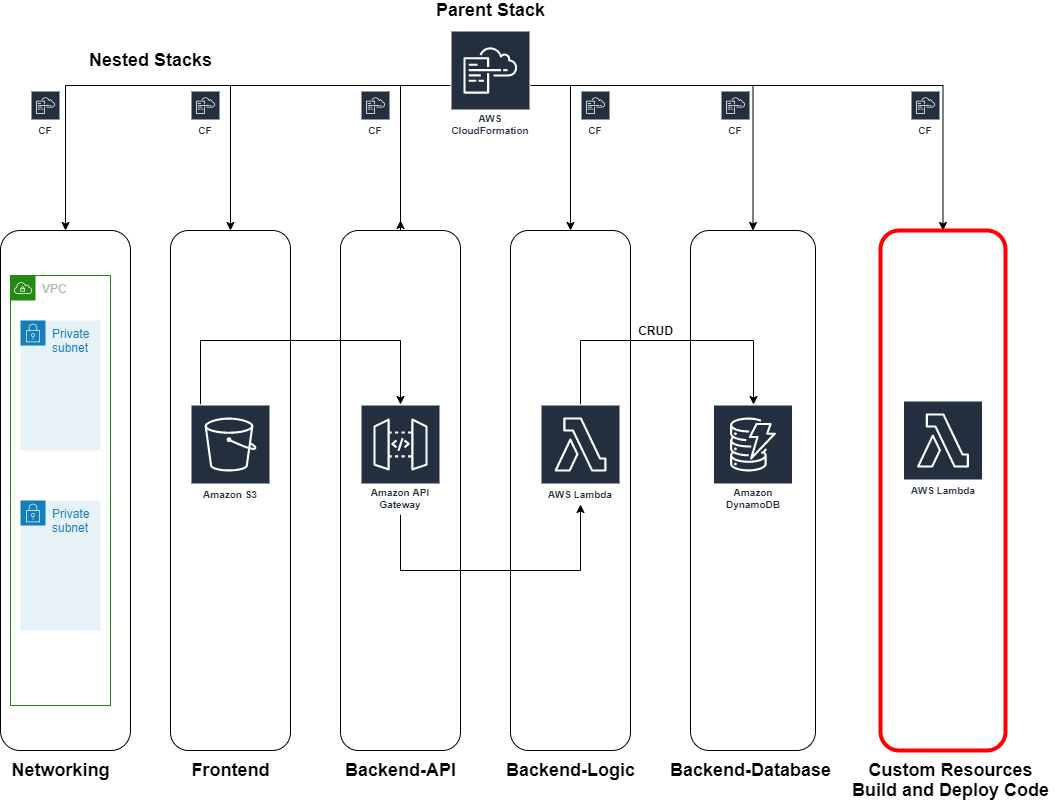 Parent Stack
Nested Stacks
CF
CF
CF
AWS
CloudFormation
CF
CF
CF
VPC
Private
subnet
Private
subnet
CRUD
Amazon S3
Amazon API
Gateway
AWS Lambda
Amazon
DynamoDB
AWS Lambda
Networking
Frontend
Backend-API
Backend-Logic
Backend-Database
Custom Resources
Build and Deploy Code